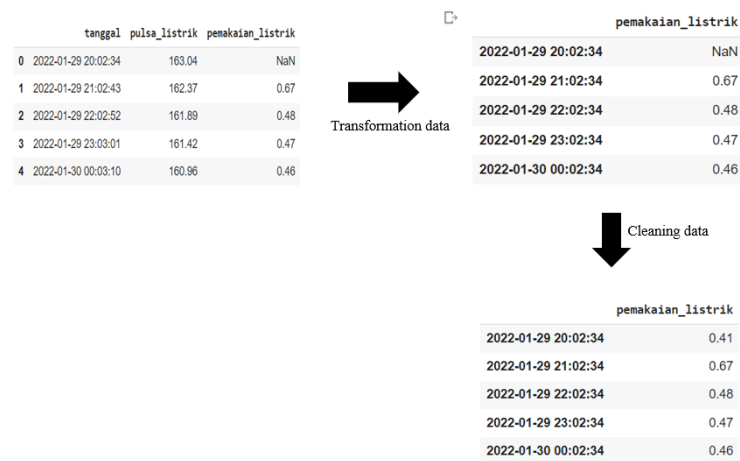 tanggal pulsa_listrik pemakaian_listrik
0 2022-01-29 20:02:34 163.04 NaN
1 2022-01-29 21:02:43 162.37 0.67
2 2022-01-29 22:02:52 161.89 0.48
3 2022-01-29 23:03:01 161.42 0.47
4 2022-01-30 00:03:10 160.96 0.46
Transformation data
pemakaian_listrik
2022-01-29 20:02:34 NaN
2022-01-29 21:02:34 0.67
2022-01-29 22:02:34 0.48
2022-01-29 23:02:34 0.47
2022-01-30 00:02:34 0.46
Cleaning data
pemakaian_listrik
2022-01-29 20:02:34 0.41
2022-01-29 21:02:34 0.67
2022-01-29 22:02:34 0.48
2022-01-29 23:02:34 0.47
2022-01-30 00:02:34 0.46